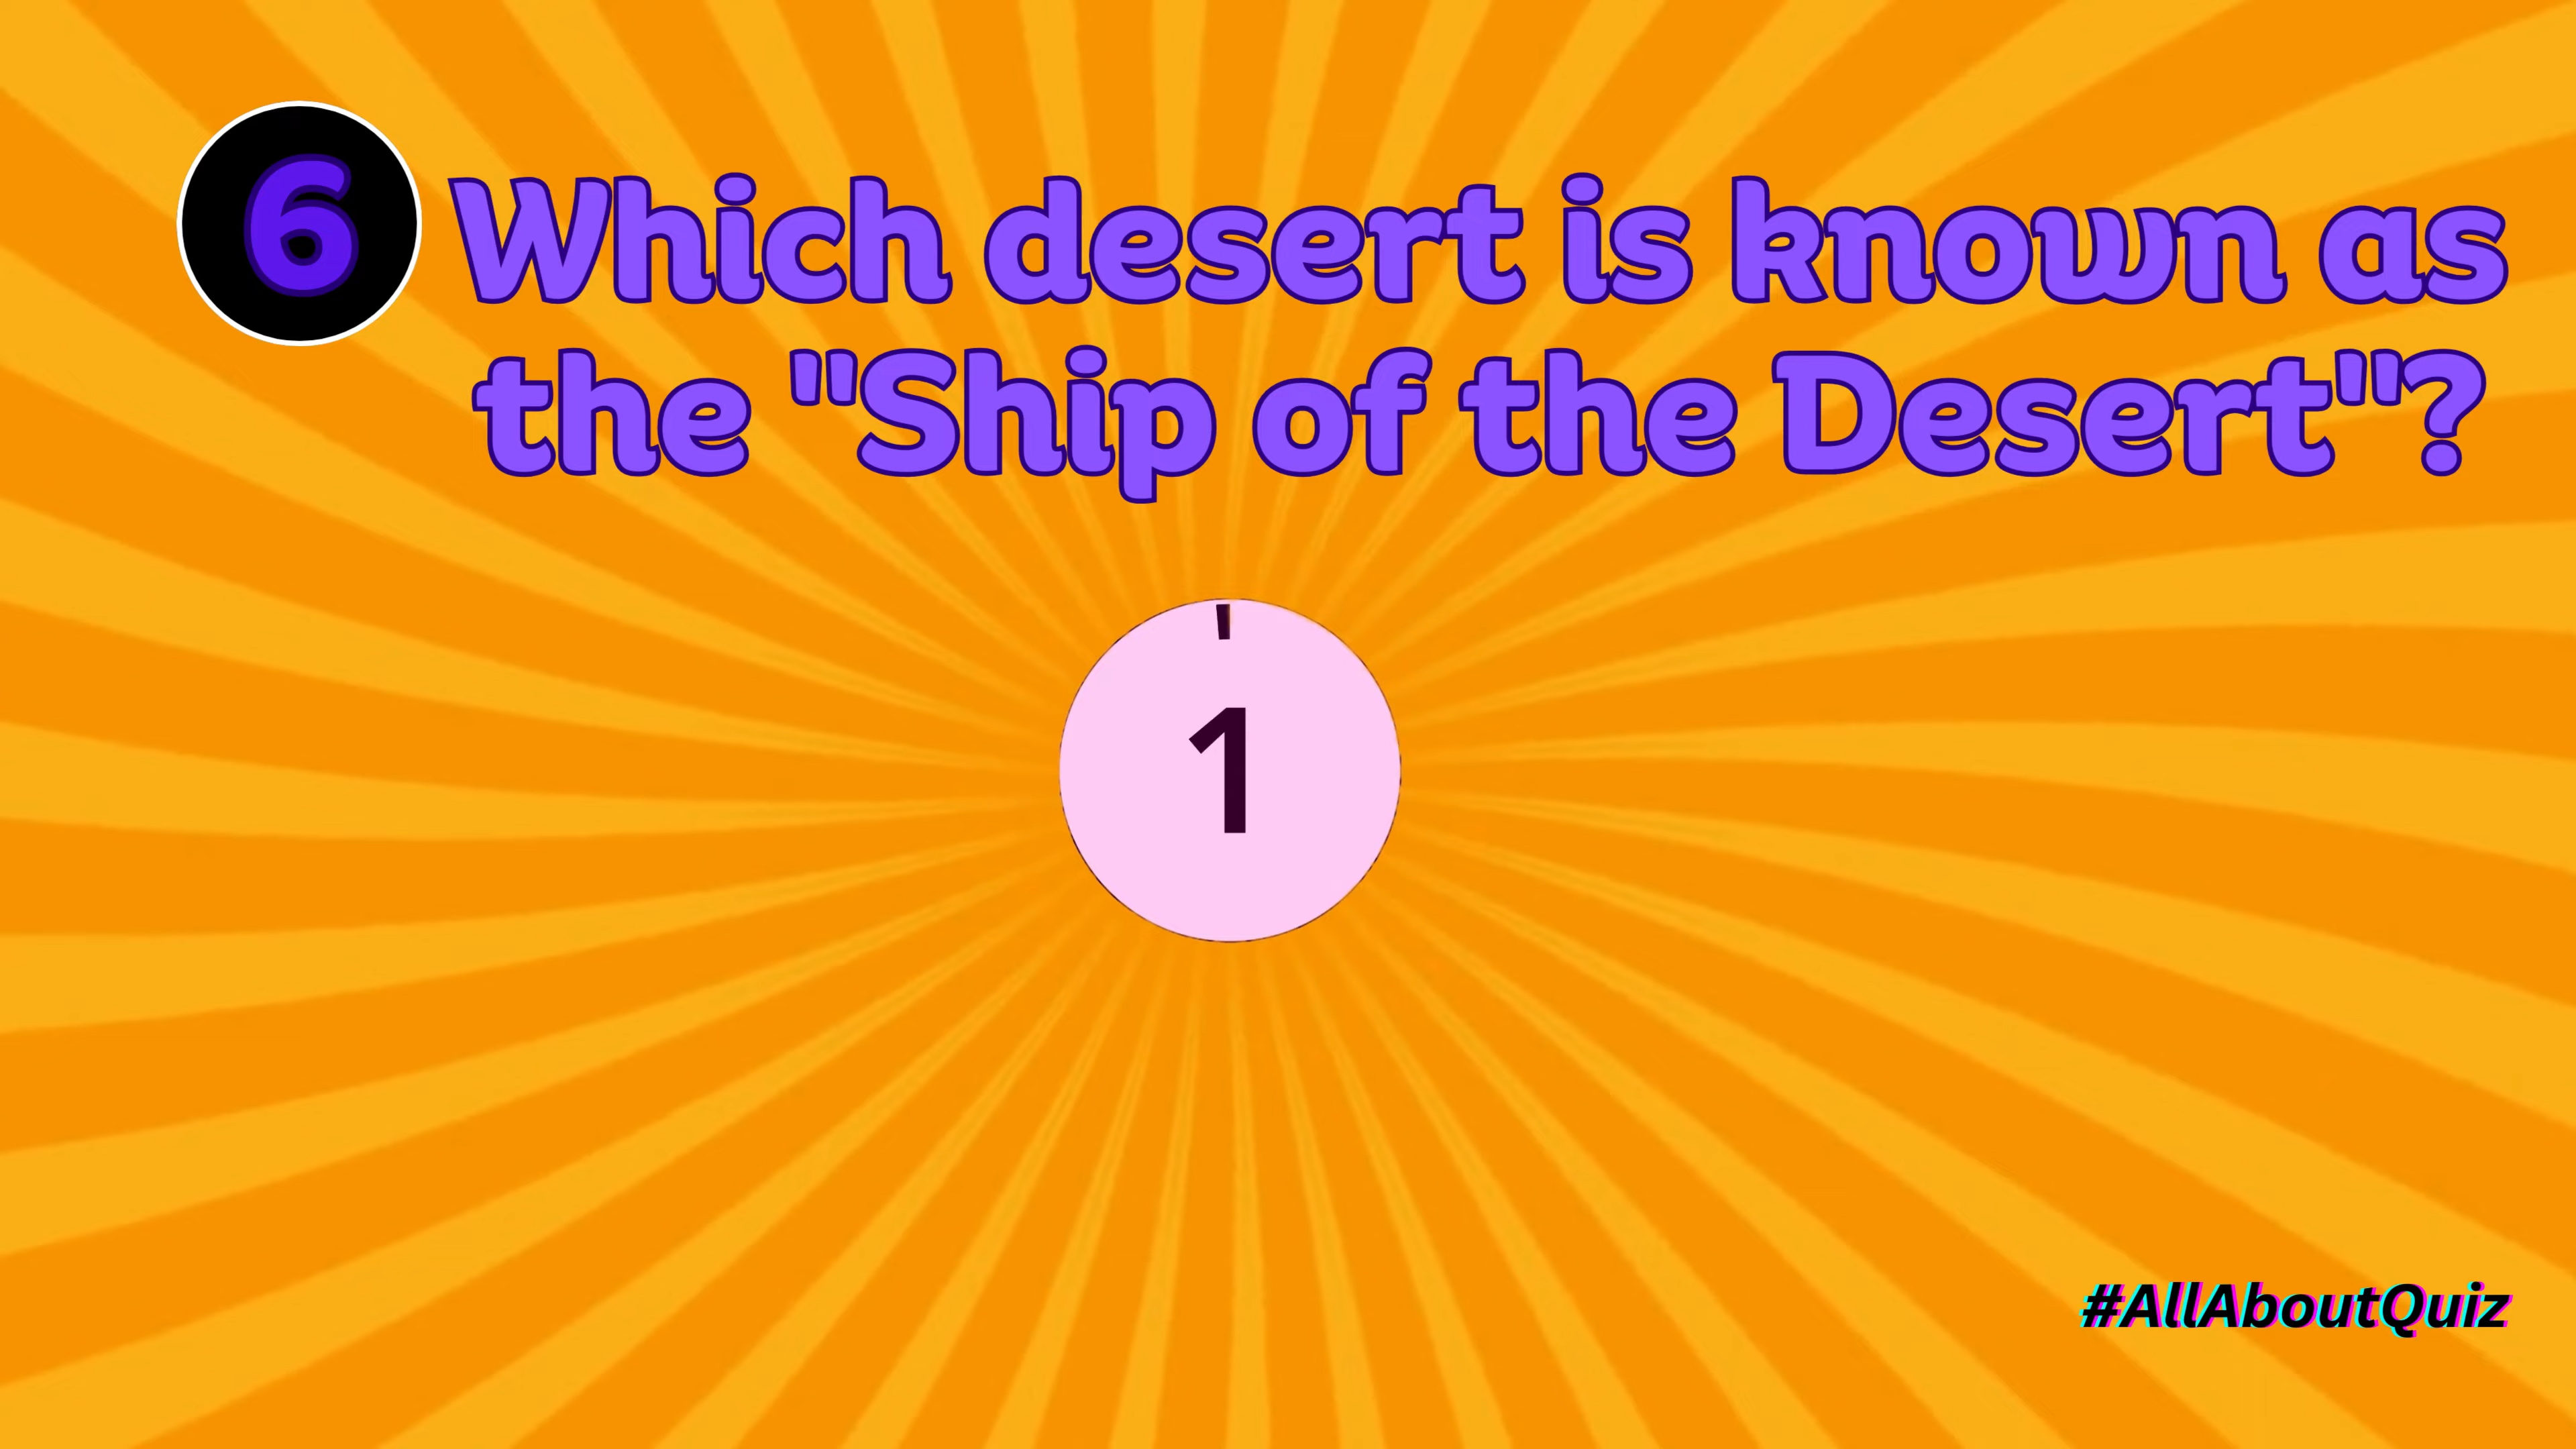 6
Which desert is known as
the "Ship of the Desert"?
1
#AllAboutQuiz